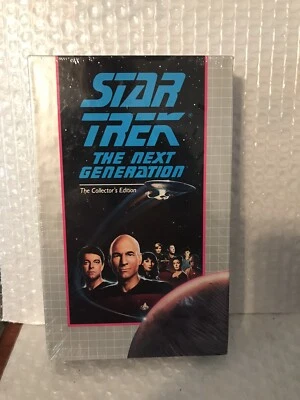 STAR
TREK
THE NEXT
GENERATION
The Collector's Edition